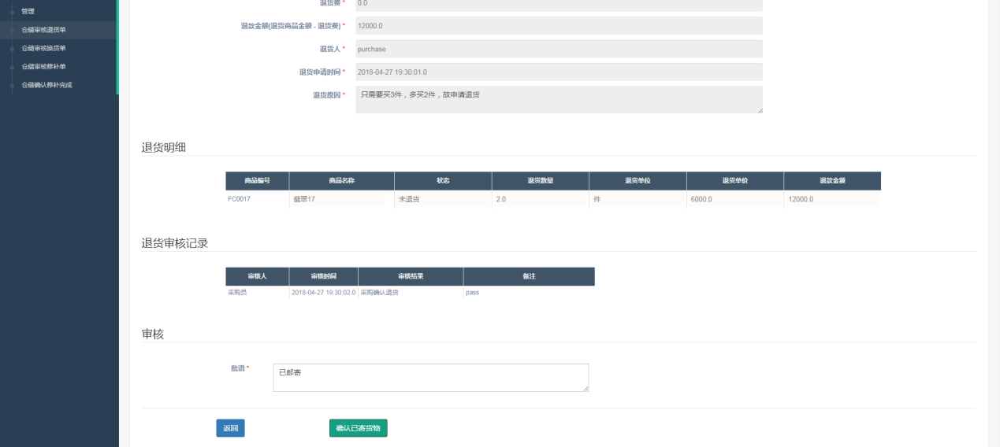 管理
仓储审核退货单
仓储审核换货单
仓储审核修补单
仓储确认修补完成
退货费 * 0.0
退款金额(退货商品金额 - 退货费) * 12000.0
退货人 * purchase
退货申请时间 * 2018-04-27 19:30:01.0
退货原因 * 只需要买3件，多买2件，故申请退货
退货明细
商品编号 商品名称 状态 退货数量 退货单位 退货单价 退款金额
FC0017 翡翠17 未退货 2.0 件 6000.0 12000.0
退货审核记录
审核人 审核时间 审核结果 备注
采购员 2018-04-27 19:30:02.0 采购确认退货 pass
审核
批语 * 已邮寄
返回 确认已寄货物